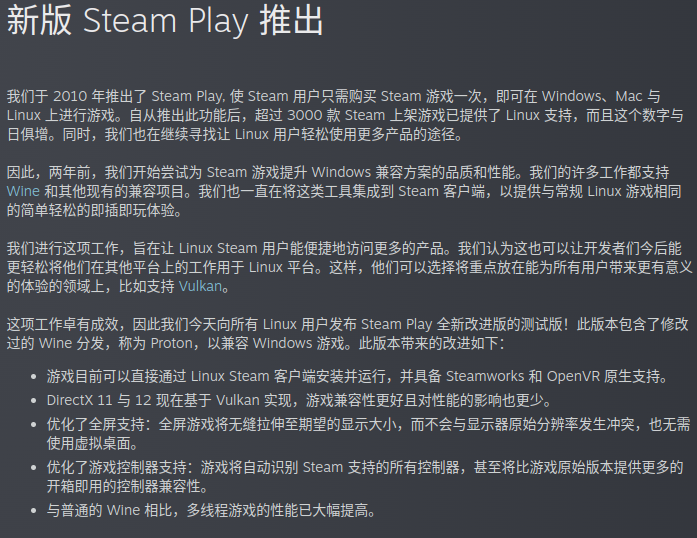 新版 Steam Play 推出
我们于 2010 年推出了 Steam Play, 使 Steam 用户只需购买 Steam 游戏一次，即可在 Windows、Mac 与
Linux 上进行游戏。自从推出此功能后，超过 3000 款 Steam 上架游戏已提供了 Linux 支持，而且这个数字与
日俱增。同时，我们也在继续寻找让 Linux 用户轻松使用更多产品的途径。
因此，两年前，我们开始尝试为 Steam 游戏提升 Windows 兼容方案的品质和性能。我们的许多工作都支持
Wine 和其他现有的兼容项目。我们也一直在将这类工具集成到 Steam 客户端，以提供与常规 Linux 游戏相同
的简单轻松的即插即玩体验。
我们进行这项工作，旨在让 Linux Steam 用户能便捷地访问更多的产品。我们认为这也可以让开发者们今后能
更轻松将他们在其他平台上的工作用于 Linux 平台。这样，他们可以选择将重点放在能为所有用户带来更有意义
的体验的领域上，比如支持 Vulkan。
这项工作卓有成效，因此我们今天向所有 Linux 用户发布 Steam Play 全新改进版的测试版！此版本包含了修改
过的 Wine 分发，称为 Proton，以兼容 Windows 游戏。此版本带来的改进如下：
• 游戏目前可以直接通过 Linux Steam 客户端安装并运行，并具备 Steamworks 和 OpenVR 原生支持。
• DirectX 11 与 12 现在基于 Vulkan 实现，游戏兼容性更好且对性能的影响也更少。
• 优化了全屏支持：全屏游戏将无缝拉伸至期望的显示大小，而不会与显示器原始分辨率发生冲突，也无需
使用虚拟桌面。
• 优化了游戏控制器支持：游戏将自动识别 Steam 支持的所有控制器，甚至将比游戏原始版本提供更多的
开箱即用的控制器兼容性。
• 与普通的 Wine 相比，多线程游戏的性能已大幅提高。